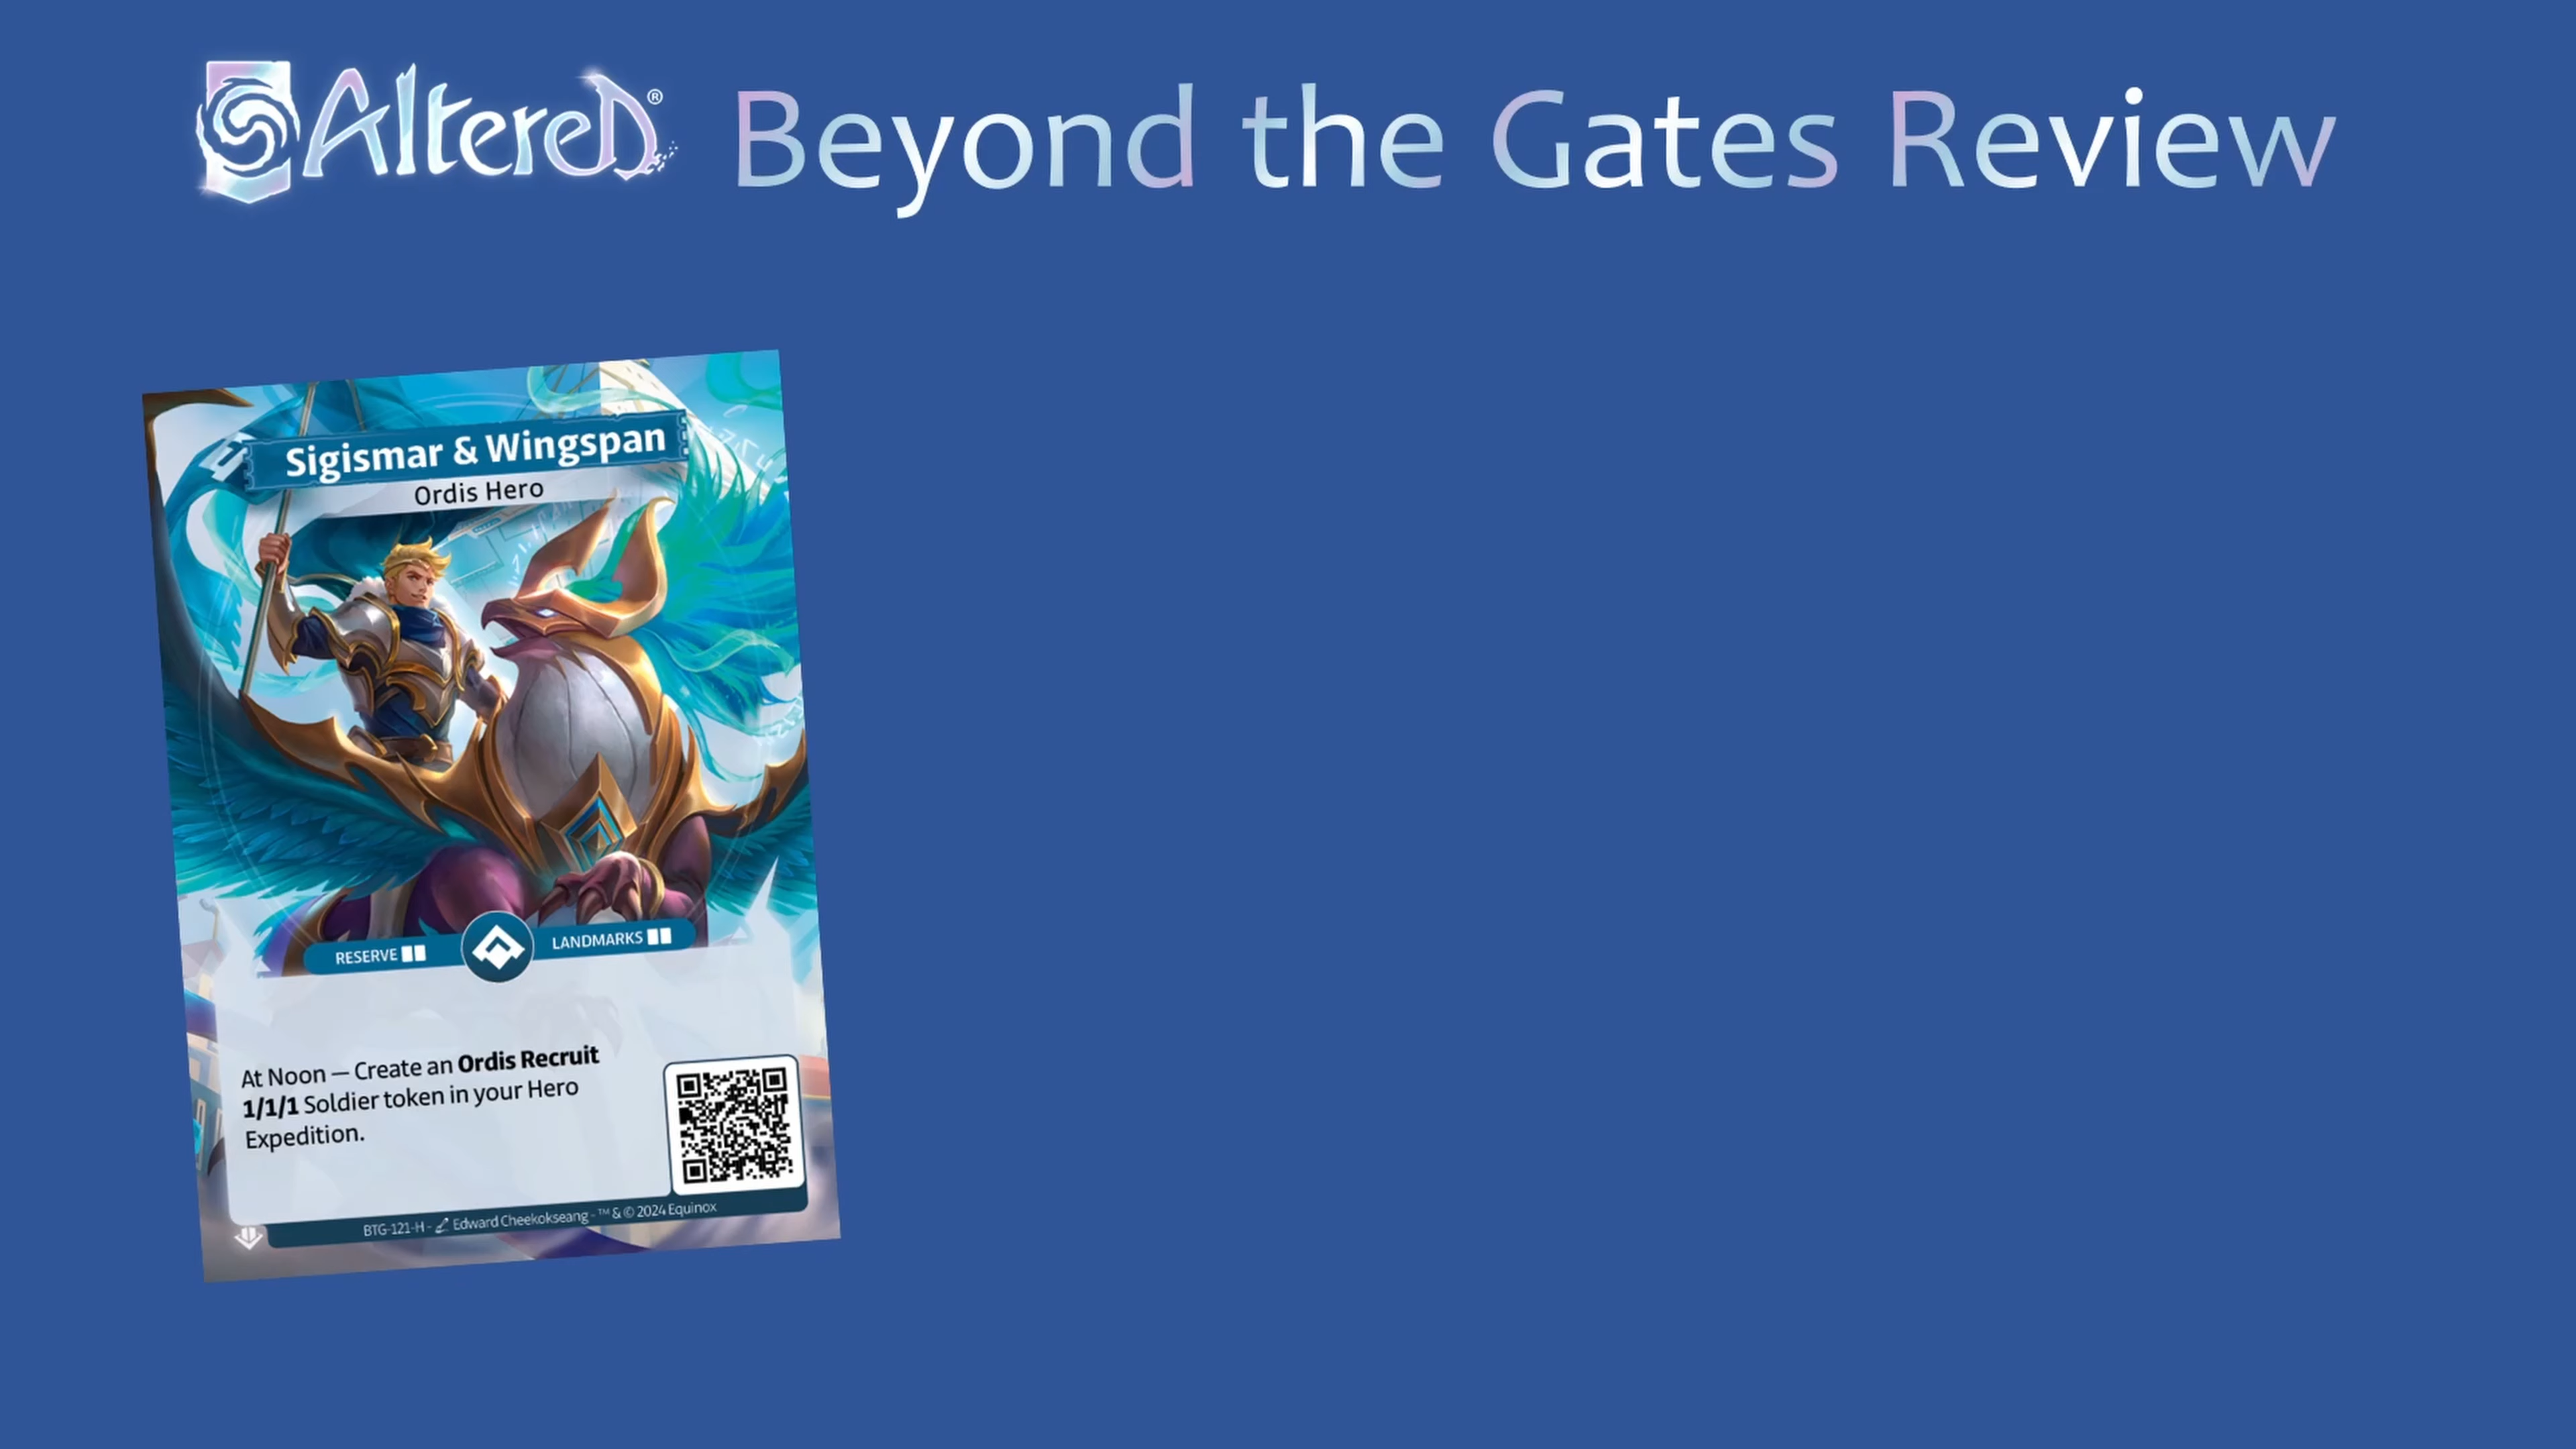 Altered®
Beyond the Gates Review
Sigismar & Wingspan
Ordis Hero
RESERVE
LANDMARKS
At Noon — Create an Ordis Recruit
1/1/1 Soldier token in your Hero
Expedition.
BTG-121-H - Edward Cheekokseang - ™ & © 2024 Equinox